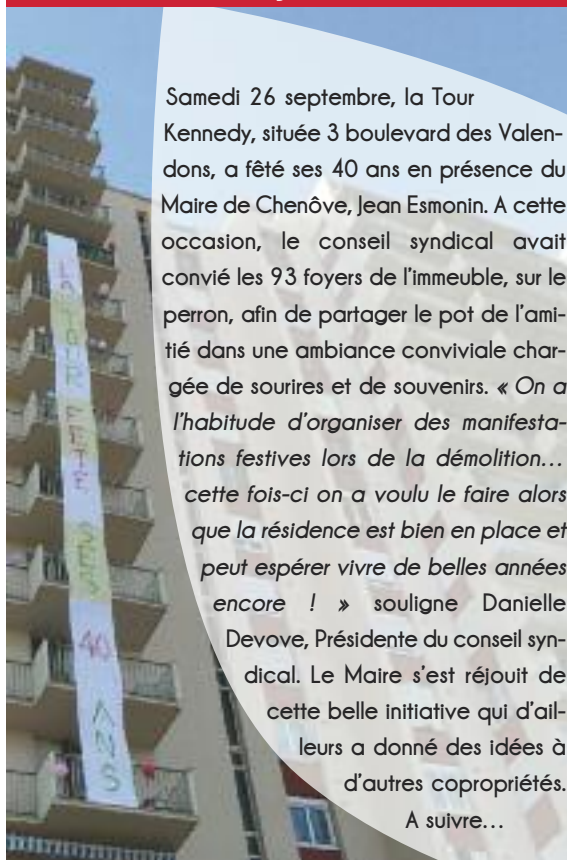 Samedi 26 septembre, la Tour
Kennedy, située 3 boulevard des Valen-
dons, a fêté ses 40 ans en présence du
Maire de Chenôve, Jean Esmonin. A cette
occasion, le conseil syndical avait
convié les 93 foyers de l'immeuble, sur le
perron, afin de partager le pot de l'ami-
tié dans une ambiance conviviale char-
gée de sourires et de souvenirs. « On a
l'habitude d'organiser des manifesta-
tions festives lors de la démolition…
cette fois-ci on a voulu le faire alors
que la résidence est bien en place et
peut espérer vivre de belles années
encore ! » souligne Danielle
Devove, Présidente du conseil syn-
dical. Le Maire s'est réjouit de
cette belle initiative qui d'ail-
leurs a donné des idées à
d'autres copropriétés.
A suivre…
LA TOUR FETE SES 40 ANS